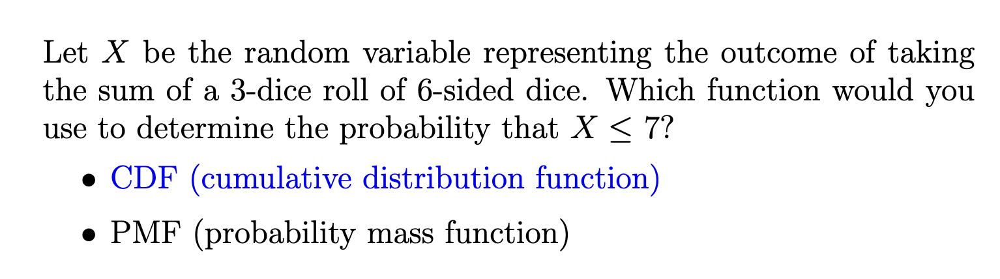 Let X be the random variable representing the outcome of taking
the sum of a 3-dice roll of 6-sided dice. Which function would you
use to determine the probability that X ≤ 7?
• CDF (cumulative distribution function)
• PMF (probability mass function)